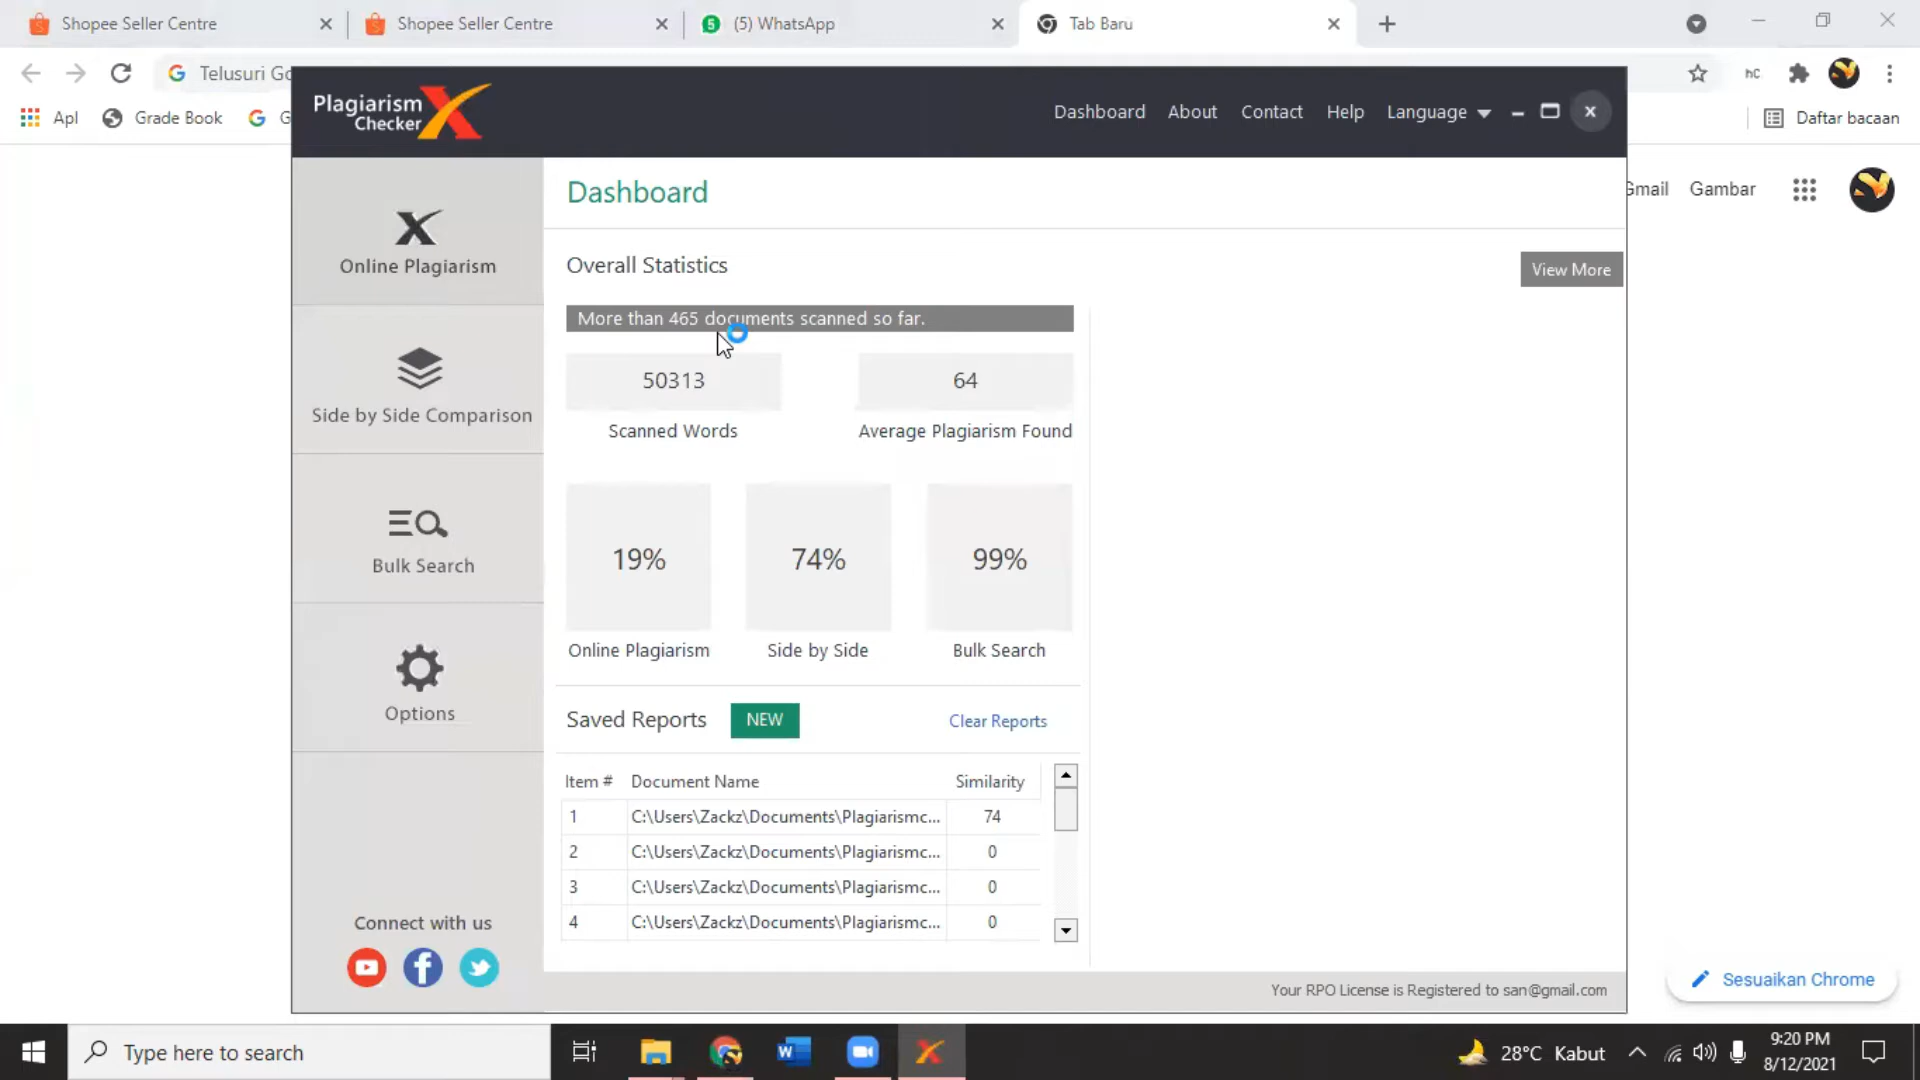 Shopee Seller Centre
Shopee Seller Centre
5 (5) WhatsApp
Tab Baru
Telusuri Go
hC
Apl
Grade Book
G
Daftar bacaan
Plagiarism
Checker
Dashboard
About
Contact
Help
Language
Gmail
Gambar
Online Plagiarism
Side by Side Comparison
Bulk Search
Options
Connect with us
Dashboard
Overall Statistics
View More
More than 465 documents scanned so far.
50313
64
Scanned Words
Average Plagiarism Found
19%
74%
99%
Online Plagiarism
Side by Side
Bulk Search
Saved Reports
NEW
Clear Reports
Item # Document Name Similarity
1 C:\Users\Zackz\Documents\Plagiarismc... 74
2 C:\Users\Zackz\Documents\Plagiarismc... 0
3 C:\Users\Zackz\Documents\Plagiarismc... 0
4 C:\Users\Zackz\Documents\Plagiarismc... 0
Your RPO License is Registered to san@gmail.com
Sesuaikan Chrome
Type here to search
28°C Kabut
9:20 PM
8/12/2021